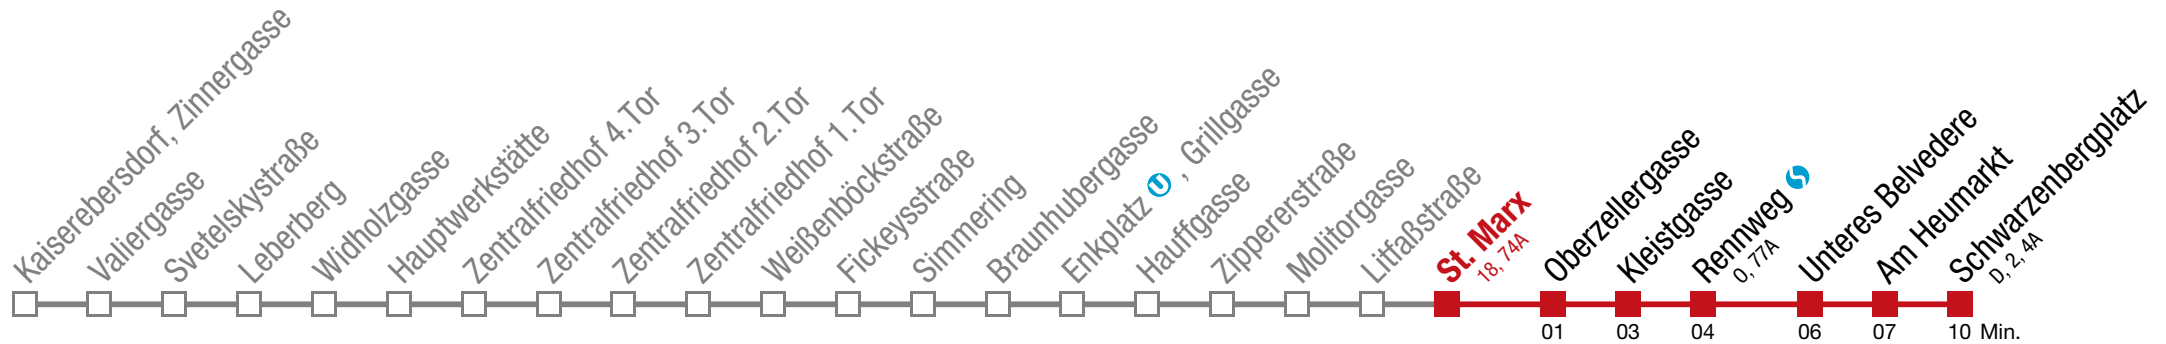 Kaiserebersdorf, Zinnergasse
Valiergasse
Svetelskystraße
Leberberg
Widholzgasse
Hauptwerkstätte
Zentralfriedhof 4.Tor
Zentralfriedhof 3.Tor
Zentralfriedhof 2.Tor
Zentralfriedhof 1.Tor
Weißenböckstraße
Fickeysstraße
Simmering
Braunhubergasse
Enkplatz U, Grillgasse
Hauffgasse
Zippererstraße
Molitorgasse
Litfaßstraße
St. Marx
18, 74A
Oberzellergasse
Kleistgasse
Rennweg S
0, 77A
Unteres Belvedere
Am Heumarkt
Schwarzenbergplatz
D, 2, 4A
01 03 04 06 07 10 Min.